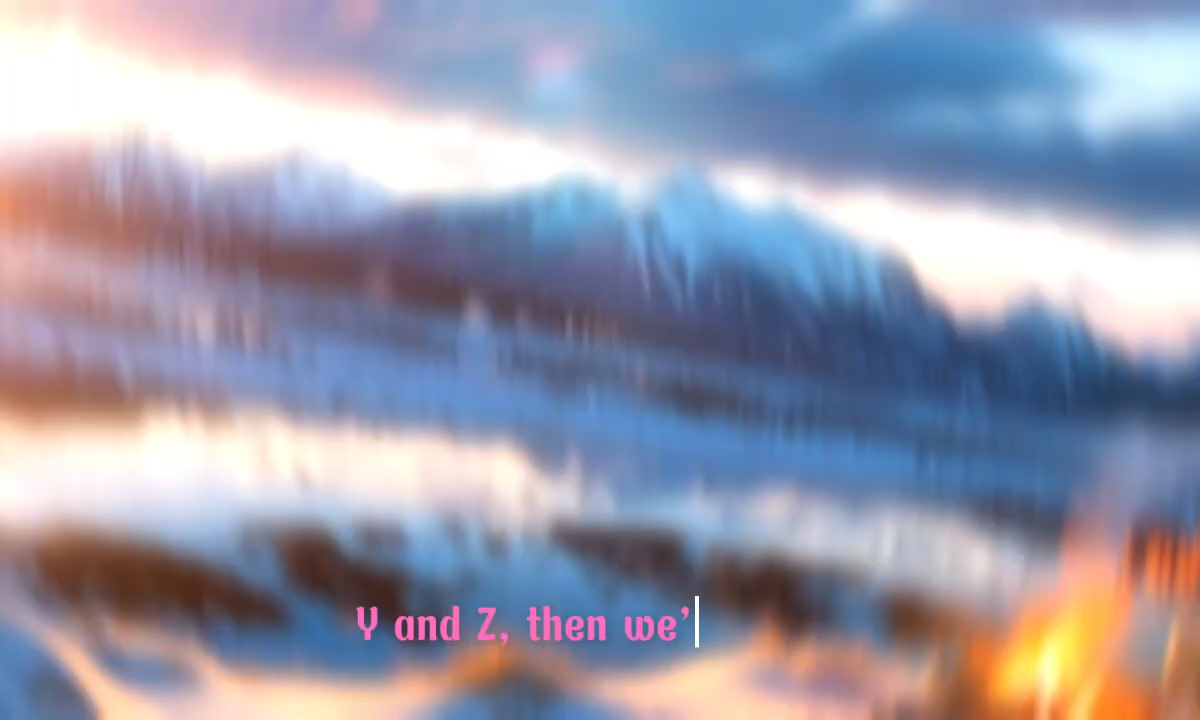 Y and Z, then we’